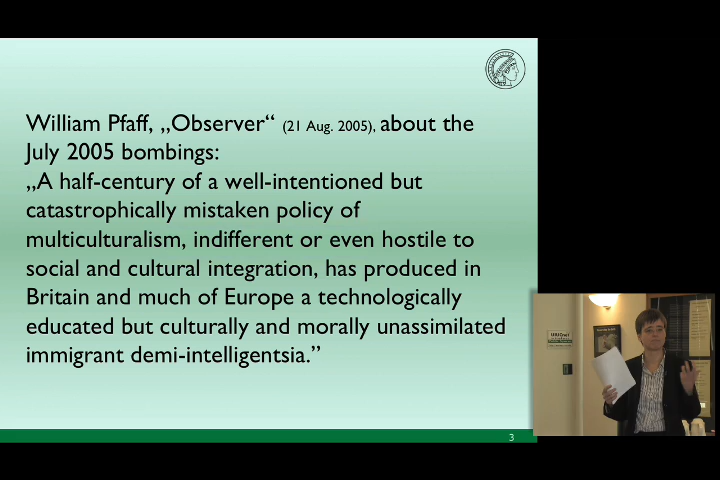 William Pfaff, „Observer“ (21 Aug. 2005), about the
July 2005 bombings:
„A half-century of a well-intentioned but
catastrophically mistaken policy of
multiculturalism, indifferent or even hostile to
social and cultural integration, has produced in
Britain and much of Europe a technologically
educated but culturally and morally unassimilated
immigrant demi-intelligentsia.”
3